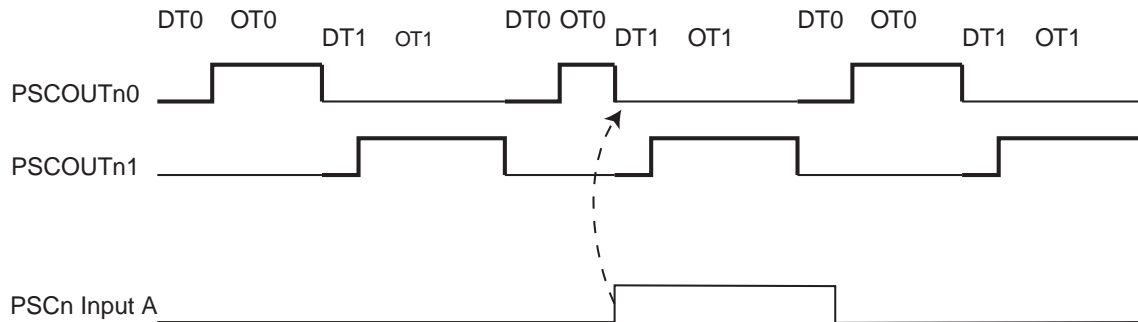 DT0 OT0 DT1 OT1 DT0 OT0 DT1 OT1 DT0 OT0 DT1 OT1
PSCOUTn0
PSCOUTn1
PSCn Input A